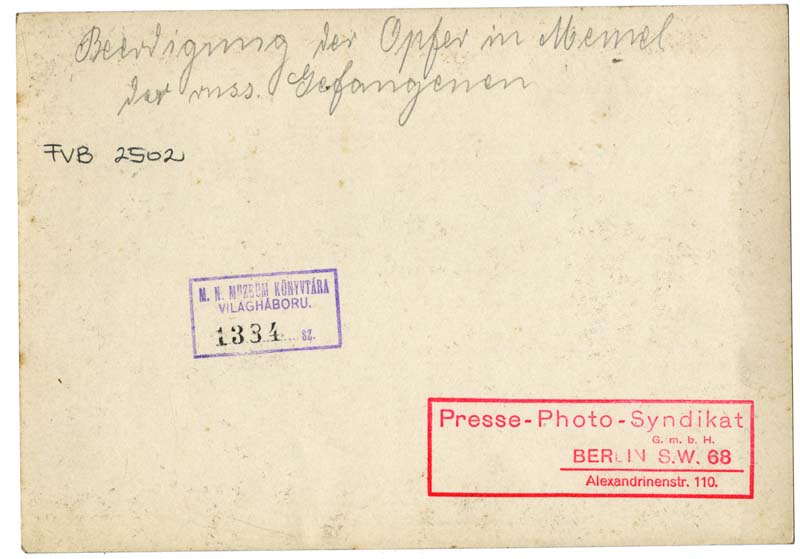 Beerdigung der Opfer in Memel
der russ. Gefangenen
FVB 2502
M. N. MUZEUM KÖNYVTÁRA
VILÁGHÁBORU.
1334 SZ.
Presse-Photo-Syndikat
G. m. b. H.
BERLIN S.W. 68
Alexandrinenstr. 110.